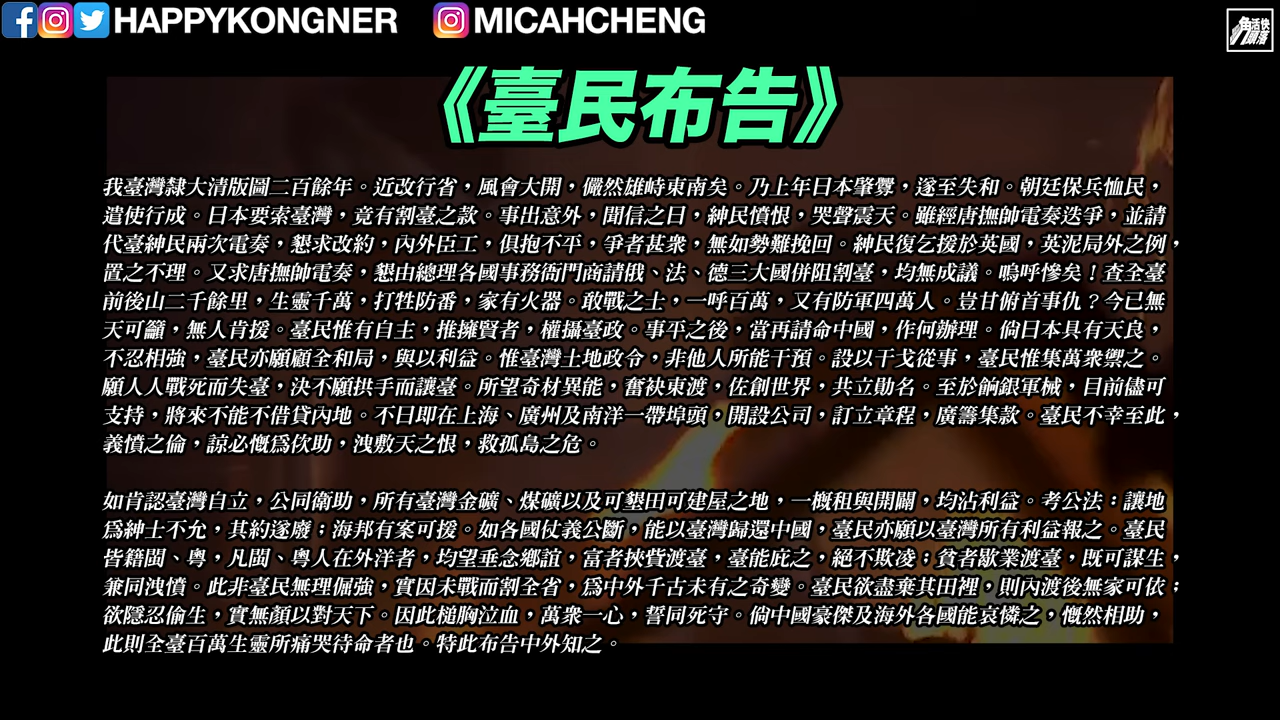 HAPPYKONGNER
MICAHCHENG
快活角頭部落
《臺民布告》
我臺灣隸大清版圖二百餘年。近改行省，風會大開，儼然雄峙東南矣。乃上年日本肇釁，遂至失和。朝廷保兵恤民，
遣使行成。日本要索臺灣，竟有割臺之款。事出意外，聞信之日，紳民憤恨，哭聲震天。雖經唐撫帥電奏迭爭，並請
代臺紳民兩次電奏，懇求改約，內外臣工，俱抱不平，爭者甚衆，無如勢難挽回。紳民復乞援於英國，英泥局外之例，
置之不理。又求唐撫帥電奏，懇由總理各國事務衙門商請俄、法、德三大國併阻割臺，均無成議。嗚呼慘矣！查全臺
前後山二千餘里，生靈千萬，打牲防番，家有火器。敢戰之士，一呼百萬，又有防軍四萬人。豈甘俯首事仇？今已無
天可籲，無人肯援。臺民惟有自主，推擁賢者，權攝臺政。事平之後，當再請命中國，作何辦理。倘日本具有天良，
不忍相強，臺民亦願顧全和局，與以利益。惟臺灣土地政令，非他人所能干預。設以干戈從事，臺民惟集萬衆禦之。
願人人戰死而失臺，決不願拱手而讓臺。所望奇材異能，奮袂東渡，佐創世界，共立勛名。至於餉銀軍械，目前儘可
支持，將來不能不借貸內地。不日即在上海、廣州及南洋一帶埠頭，開設公司，訂立章程，廣籌集款。臺民不幸至此，
義憤之倫，諒必慨爲佽助，洩敷天之恨，救孤島之危。
如肯認臺灣自立，公同衛助，所有臺灣金礦、煤礦以及可墾田可建屋之地，一概租與開闢，均沾利益。考公法：讓地
爲紳士不允，其約遂廢；海邦有案可援。如各國仗義公斷，能以臺灣歸還中國，臺民亦願以臺灣所有利益報之。臺民
皆籍閩、粵，凡閩、粵人在外洋者，均望垂念鄉誼，富者挾貲渡臺，臺能庇之，絕不欺凌；貧者歇業渡臺，既可謀生，
兼同洩憤。此非臺民無理倔強，實因未戰而割全省，爲中外千古未有之奇變。臺民欲盡棄其田裡，則內渡後無家可依；
欲隱忍偷生，實無顏以對天下。因此槌胸泣血，萬衆一心，誓同死守。倘中國豪傑及海外各國能哀憐之，慨然相助，
此則全臺百萬生靈所痛哭待命者也。特此布告中外知之。